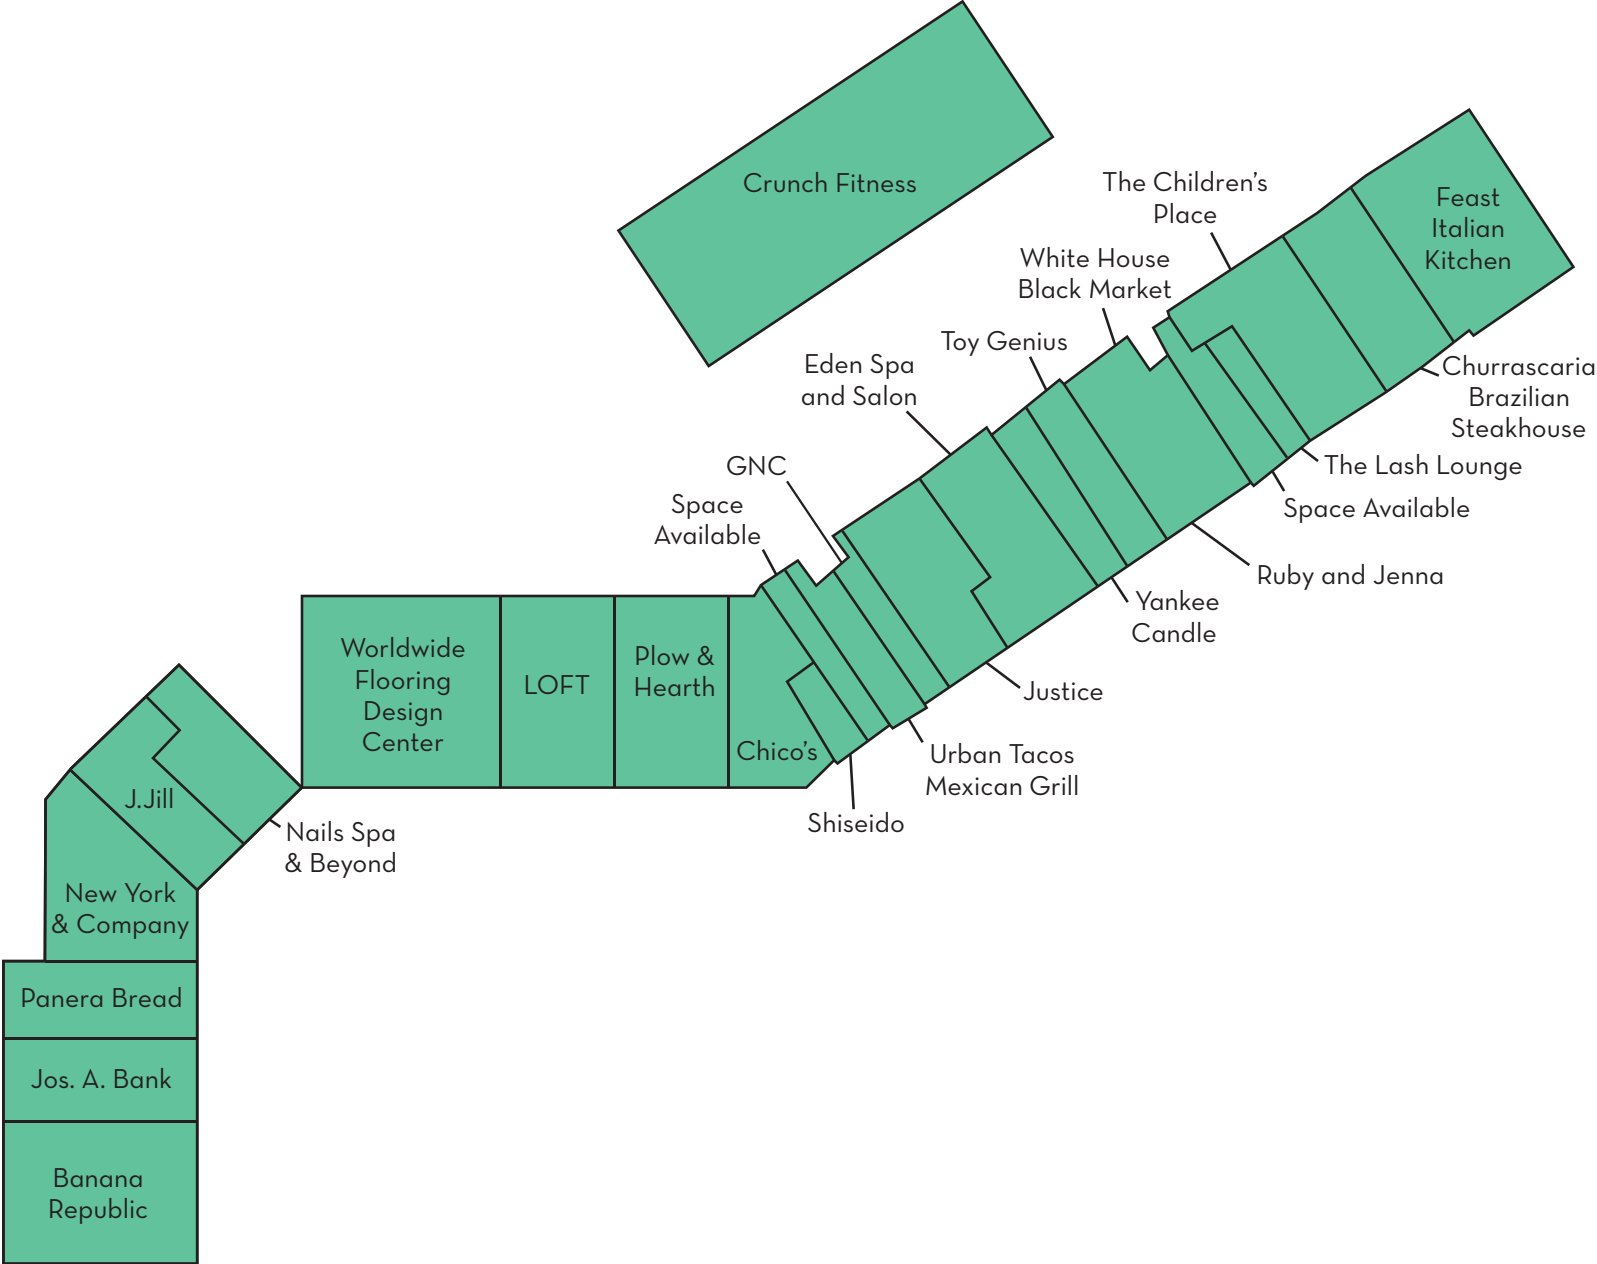 Crunch Fitness
The Children's
Place
Feast
Italian
Kitchen
White House
Black Market
Toy Genius
Eden Spa
and Salon
Churrascaria
Brazilian
Steakhouse
GNC
The Lash Lounge
Space
Available
Space Available
Ruby and Jenna
Yankee
Candle
Worldwide
Flooring
Design
Center
LOFT
Plow &
Hearth
Justice
Chico's
Urban Tacos
Mexican Grill
Shiseido
J.Jill
Nails Spa
& Beyond
New York
& Company
Panera Bread
Jos. A. Bank
Banana
Republic